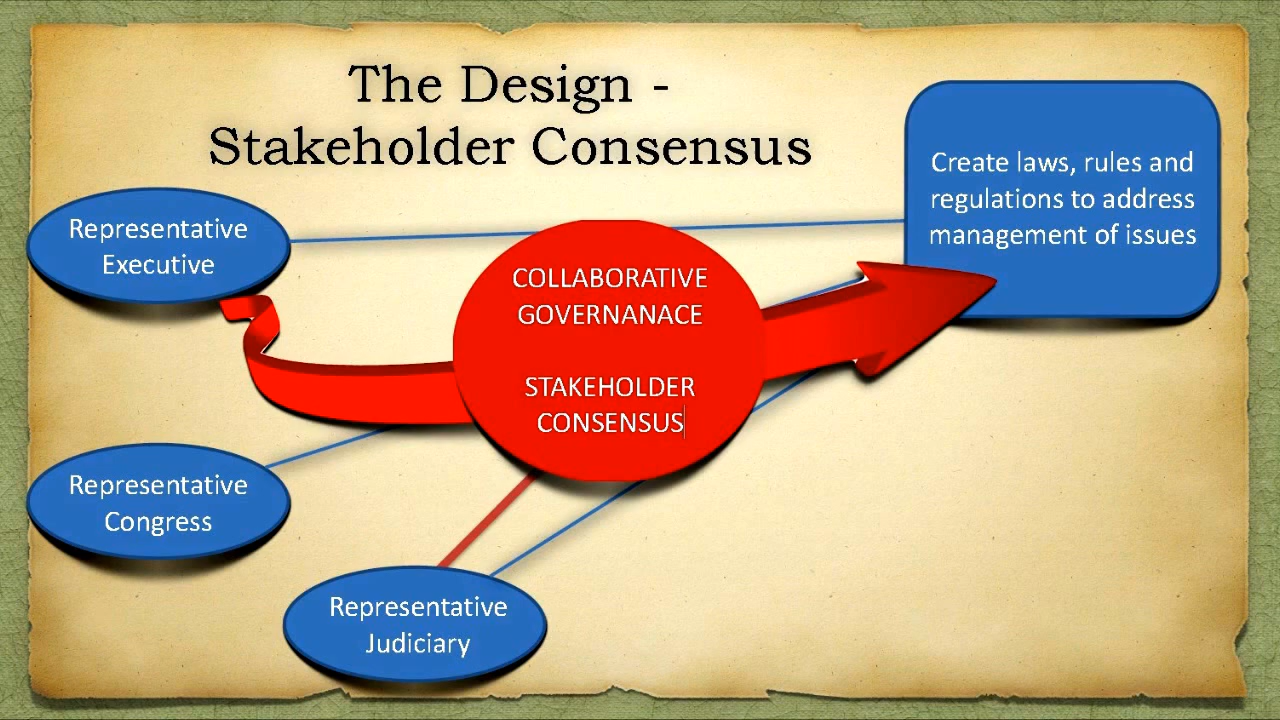 The Design -
Stakeholder Consensus
Representative
Executive
COLLABORATIVE
GOVERNANACE
STAKEHOLDER
CONSENSUS
Create laws, rules and
regulations to address
management of issues
Representative
Congress
Representative
Judiciary